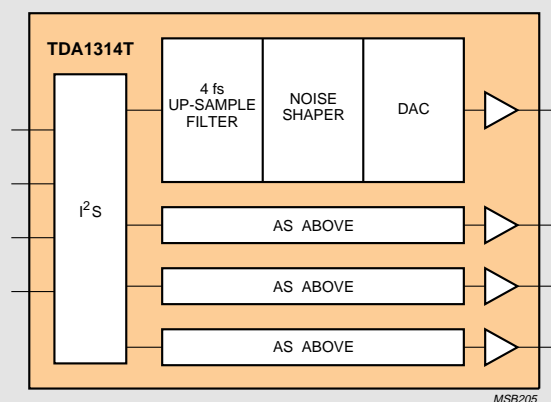 TDA1314T
4 fs
UP-SAMPLE
FILTER
NOISE
SHAPER
DAC
I²S
AS ABOVE
AS ABOVE
AS ABOVE
MSB205